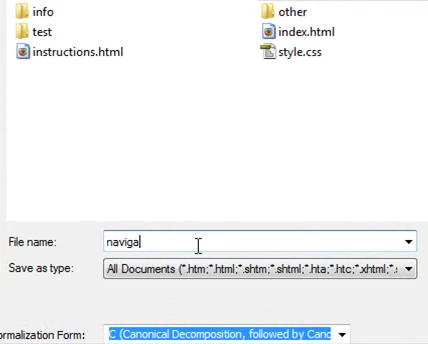 info
other
test
index.html
instructions.html
style.css
File name:
naviga
Save as type:
All Documents (*.htm;*.html;*.shtm;*.shtml;*.hta;*.htc;*.xhtml;*.
ormalization Form:
C (Canonical Decomposition, followed by Canc